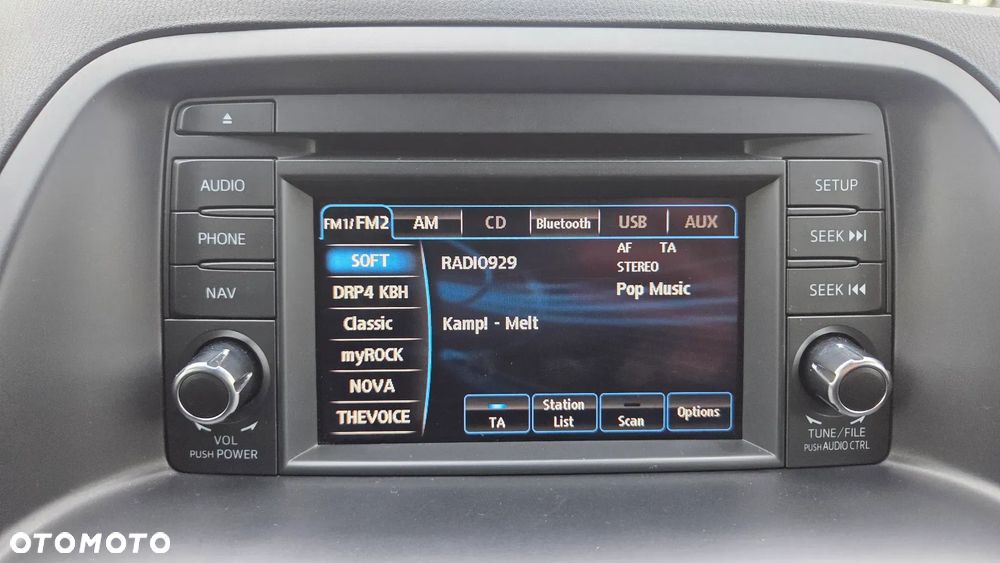 AUDIO
PHONE
NAV
VOL
PUSH POWER
FM1/FM2 AM CD Bluetooth USB AUX
SOFT
DRP4 KBH
Classic
myROCK
NOVA
THEVOICE
RADIO929
AF TA
STEREO
Pop Music
Kamp! - Melt
TA
Station
List
Scan
Options
SETUP
SEEK
SEEK
TUNE/FILE
PUSH AUDIO CTRL
OTOMOTO